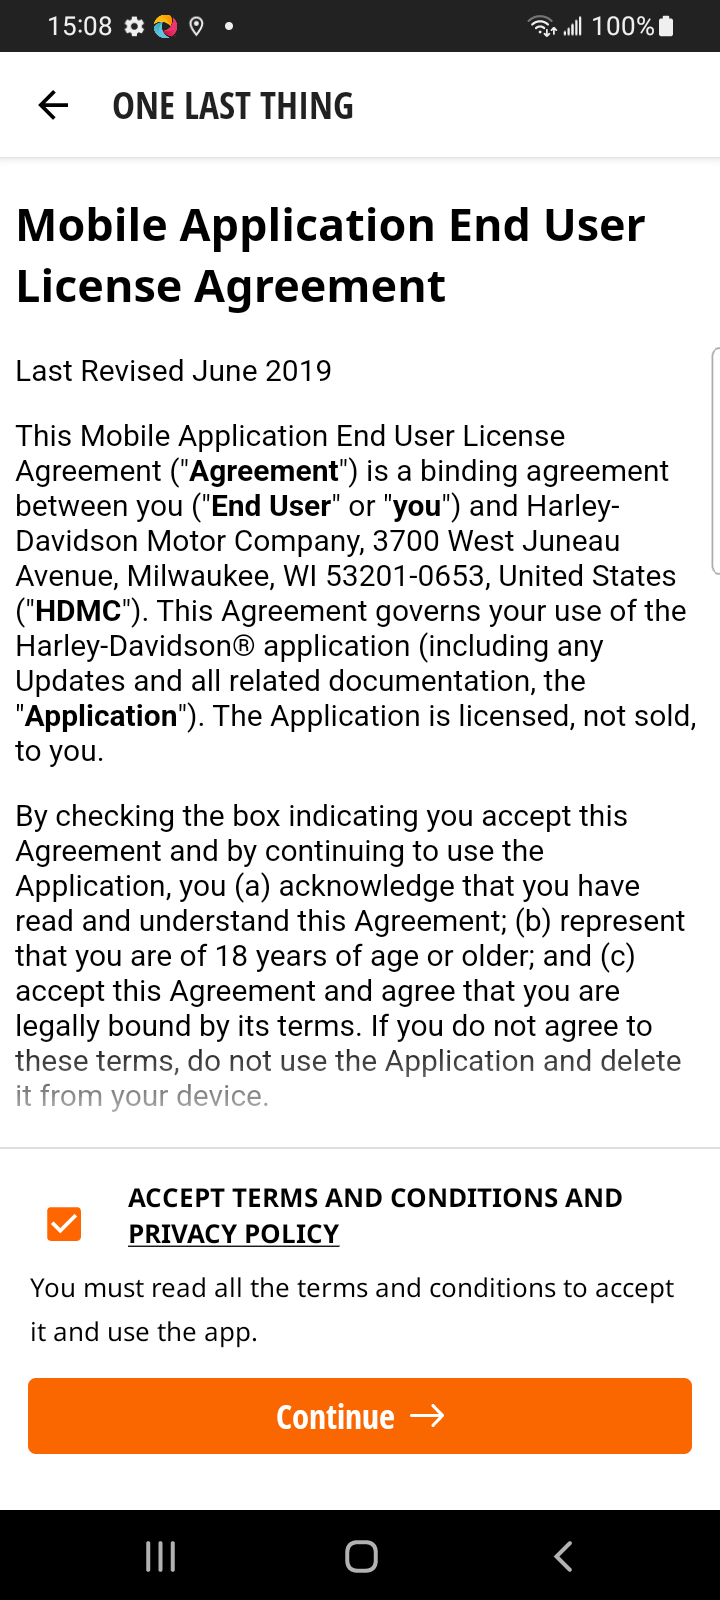 15:08
100%
ONE LAST THING
Mobile Application End User
License Agreement
Last Revised June 2019
This Mobile Application End User License
Agreement ("Agreement") is a binding agreement
between you ("End User" or "you") and Harley-
Davidson Motor Company, 3700 West Juneau
Avenue, Milwaukee, WI 53201-0653, United States
("HDMC"). This Agreement governs your use of the
Harley-Davidson® application (including any
Updates and all related documentation, the
"Application"). The Application is licensed, not sold,
to you.
By checking the box indicating you accept this
Agreement and by continuing to use the
Application, you (a) acknowledge that you have
read and understand this Agreement; (b) represent
that you are of 18 years of age or older; and (c)
accept this Agreement and agree that you are
legally bound by its terms. If you do not agree to
these terms, do not use the Application and delete
it from your device.
ACCEPT TERMS AND CONDITIONS AND
PRIVACY POLICY
You must read all the terms and conditions to accept
it and use the app.
Continue